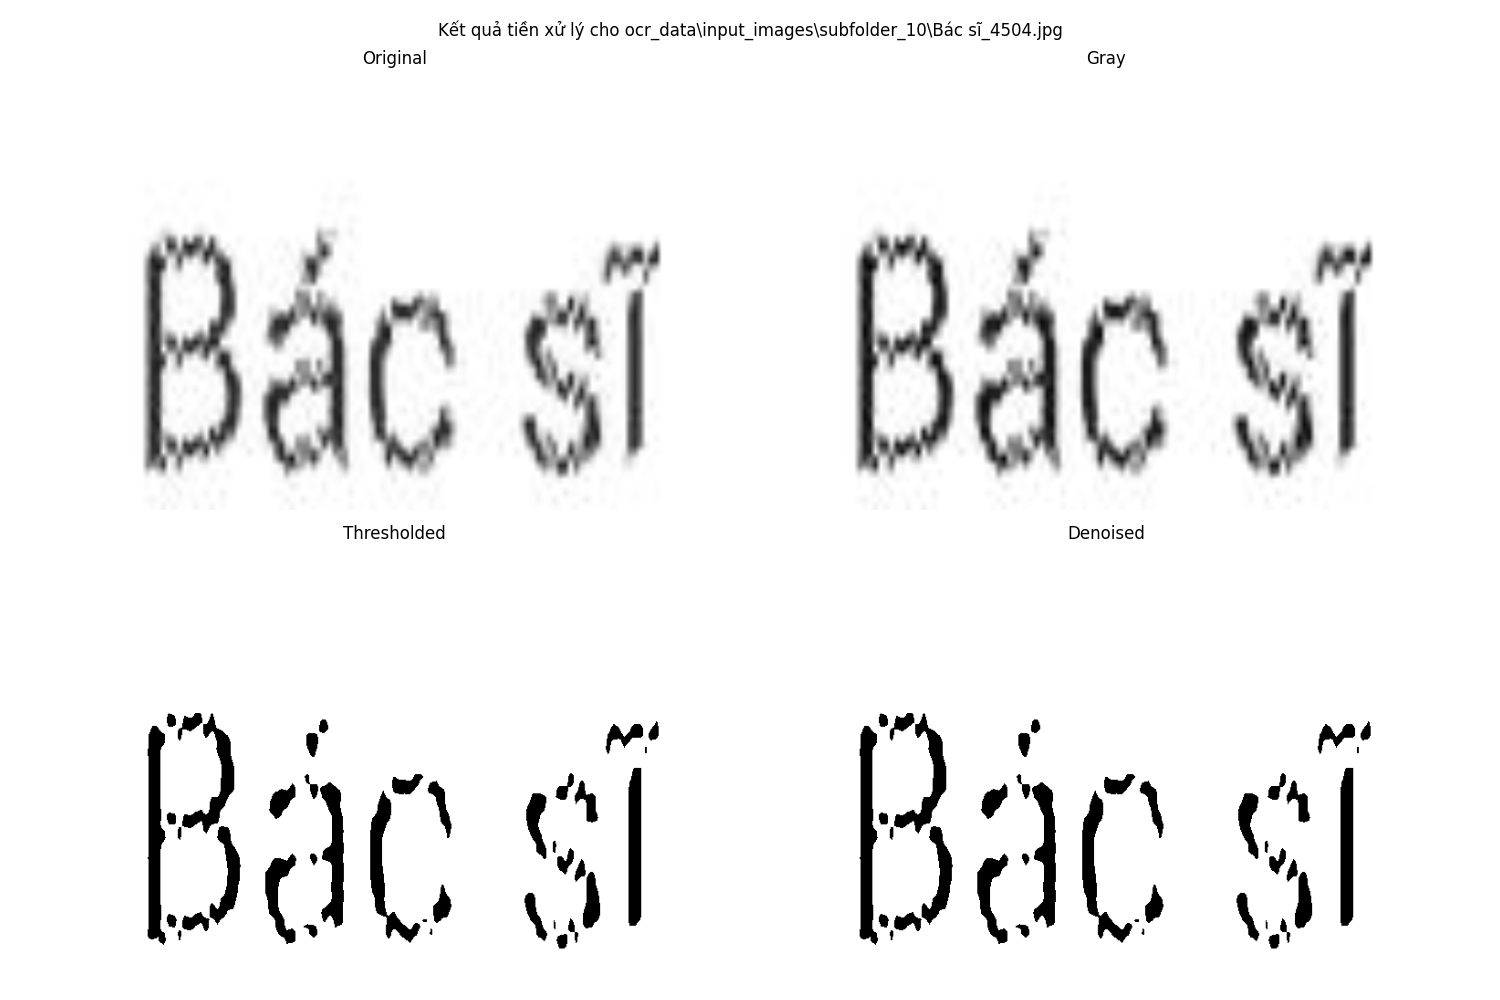 Kết quả tiền xử lý cho ocr_data\input_images\subfolder_10\Bác sĩ_4504.jpg
Original
Gray
Bác sĩ
Bác sĩ
Thresholded
Denoised
Bác sĩ
Bác sĩ